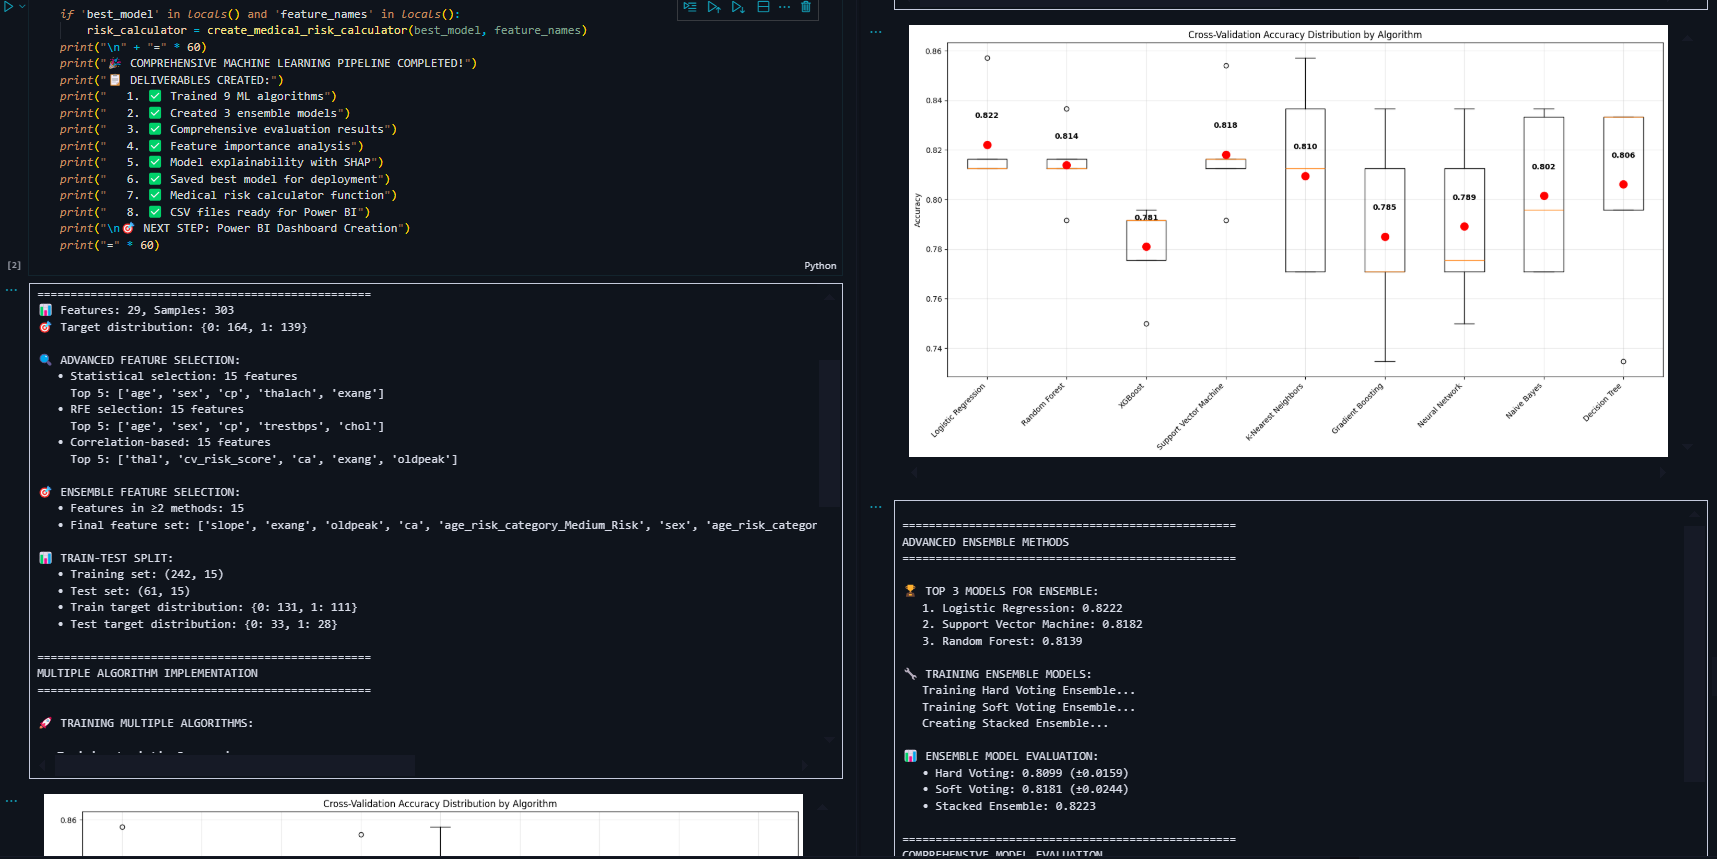 if 'best_model' in locals() and 'feature_names' in locals():
risk_calculator = create_medical_risk_calculator(best_model, feature_names)
print("\n" + "=" * 60)
print("🎉 COMPREHENSIVE MACHINE LEARNING PIPELINE COMPLETED!")
print("📋 DELIVERABLES CREATED:")
print("   1. ✅ Trained 9 ML algorithms")
print("   2. ✅ Created 3 ensemble models")
print("   3. ✅ Comprehensive evaluation results")
print("   4. ✅ Feature importance analysis")
print("   5. ✅ Model explainability with SHAP")
print("   6. ✅ Saved best model for deployment")
print("   7. ✅ Medical risk calculator function")
print("   8. ✅ CSV files ready for Power BI")
print("\n🎯 NEXT STEP: Power BI Dashboard Creation")
print("=" * 60)
[2]
Python
==================================================
📊 Features: 29, Samples: 303
🎯 Target distribution: {0: 164, 1: 139}
🔍 ADVANCED FEATURE SELECTION:
• Statistical selection: 15 features
Top 5: ['age', 'sex', 'cp', 'thalach', 'exang']
• RFE selection: 15 features
Top 5: ['age', 'sex', 'cp', 'trestbps', 'chol']
• Correlation-based: 15 features
Top 5: ['thal', 'cv_risk_score', 'ca', 'exang', 'oldpeak']
🎯 ENSEMBLE FEATURE SELECTION:
• Features in ≥2 methods: 15
• Final feature set: ['slope', 'exang', 'oldpeak', 'ca', 'age_risk_category_Medium_Risk', 'sex', 'age_risk_categor
📊 TRAIN-TEST SPLIT:
• Training set: (242, 15)
• Test set: (61, 15)
• Train target distribution: {0: 131, 1: 111}
• Test target distribution: {0: 33, 1: 28}
==================================================
MULTIPLE ALGORITHM IMPLEMENTATION
==================================================
🚀 TRAINING MULTIPLE ALGORITHMS:
Cross-Validation Accuracy Distribution by Algorithm
0.86
Cross-Validation Accuracy Distribution by Algorithm
Accuracy
0.86
0.84
0.82
0.80
0.78
0.76
0.74
0.822
0.814
0.781
0.818
0.810
0.785
0.789
0.802
0.806
Logistic Regression
Random Forest
XGBoost
Support Vector Machine
K-Nearest Neighbors
Gradient Boosting
Neural Network
Naive Bayes
Decision Tree
==================================================
ADVANCED ENSEMBLE METHODS
==================================================
🏆 TOP 3 MODELS FOR ENSEMBLE:
1. Logistic Regression: 0.8222
2. Support Vector Machine: 0.8182
3. Random Forest: 0.8139
🔧 TRAINING ENSEMBLE MODELS:
Training Hard Voting Ensemble...
Training Soft Voting Ensemble...
Creating Stacked Ensemble...
📊 ENSEMBLE MODEL EVALUATION:
• Hard Voting: 0.8099 (±0.0159)
• Soft Voting: 0.8181 (±0.0244)
• Stacked Ensemble: 0.8223
==================================================
COMPREHENSIVE MODEL EVALUATION